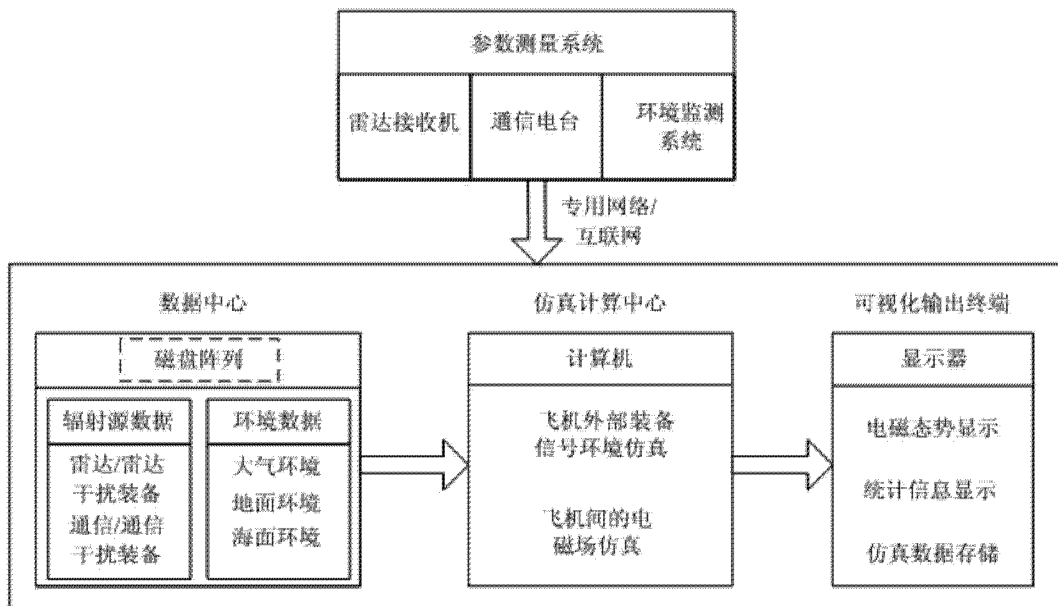 参数测量系统
雷达接收机
通信电台
环境监测
系统
专用网络/
互联网
数据中心
仿真计算中心
可视化输出终端
磁盘阵列
计算机
显示器
辐射源数据
环境数据
雷达/雷达
干扰装备
通信/通信
干扰装备
大气环境
地面环境
海面环境
飞机外部装备
信号环境仿真
飞机间的电
磁场仿真
电磁态势显示
统计信息显示
仿真数据存储